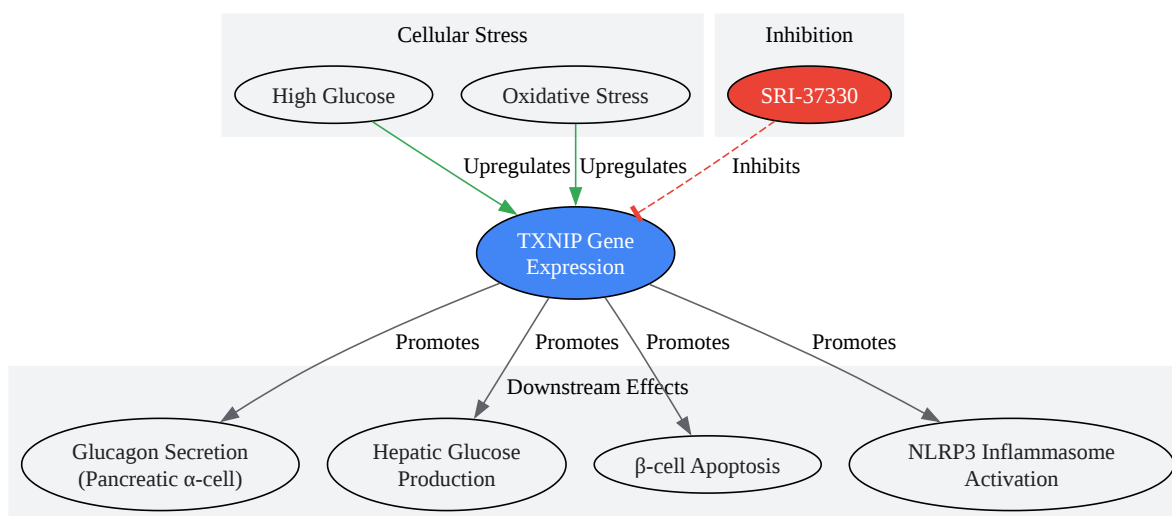 Cellular Stress
Inhibition
High Glucose
Oxidative Stress
SRI-37330
Upregulates
Upregulates
Inhibits
TXNIP Gene
Expression
Promotes
Promotes
Promotes
Promotes
Downstream Effects
Glucagon Secretion
(Pancreatic α-cell)
Hepatic Glucose
Production
β-cell Apoptosis
NLRP3 Inflammasome
Activation